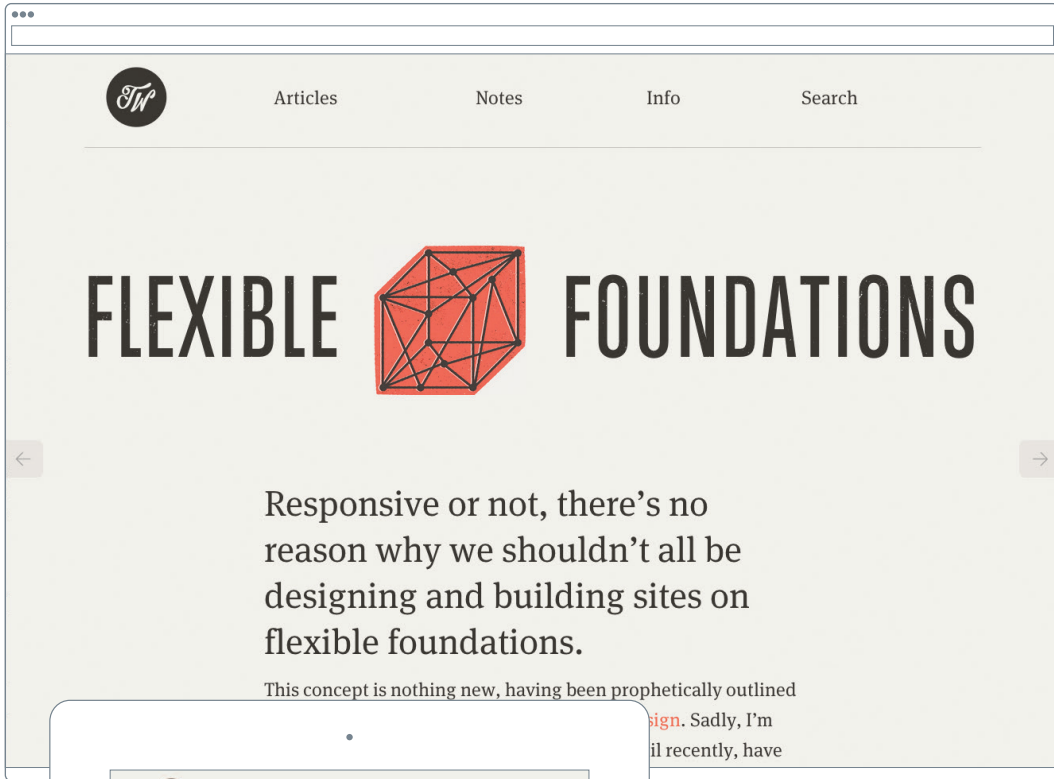 TW
Articles Notes Info Search
FLEXIBLE FOUNDATIONS
Responsive or not, there’s no
reason why we shouldn’t all be
designing and building sites on
flexible foundations.
This concept is nothing new, having been prophetically outlined
sign. Sadly, I’m
il recently, have